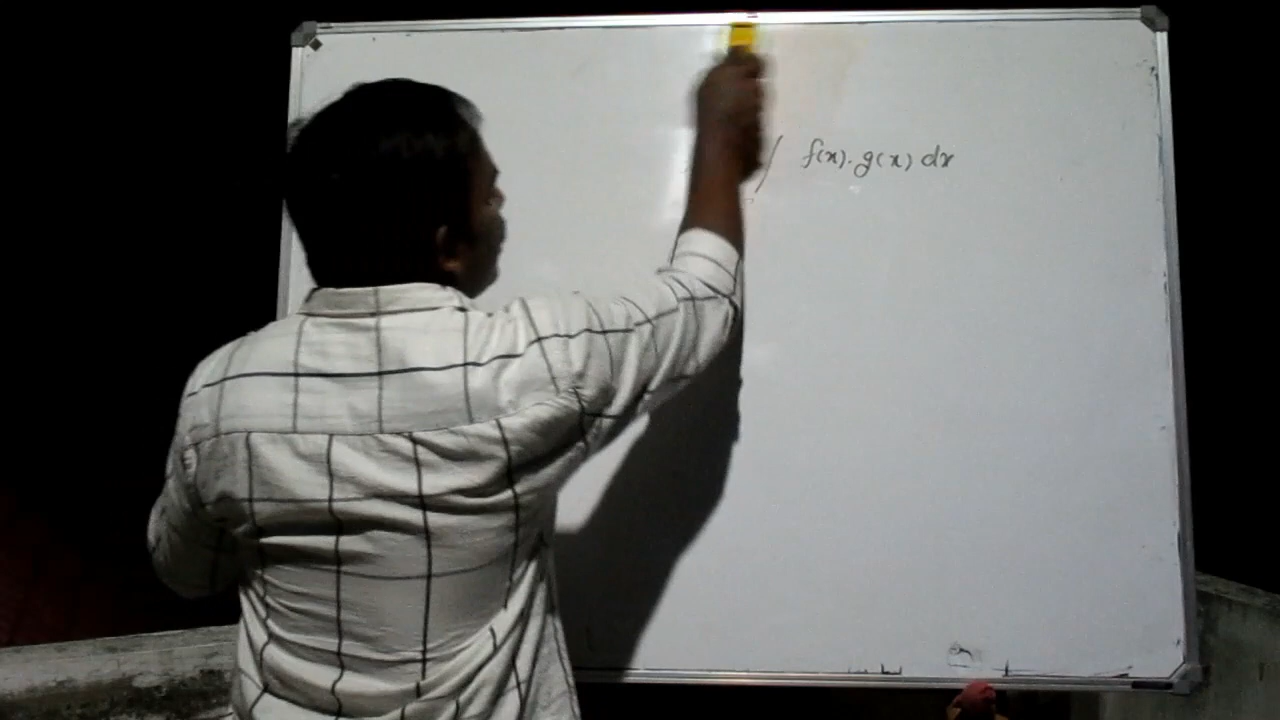 ∫ f(x). g(x) dx